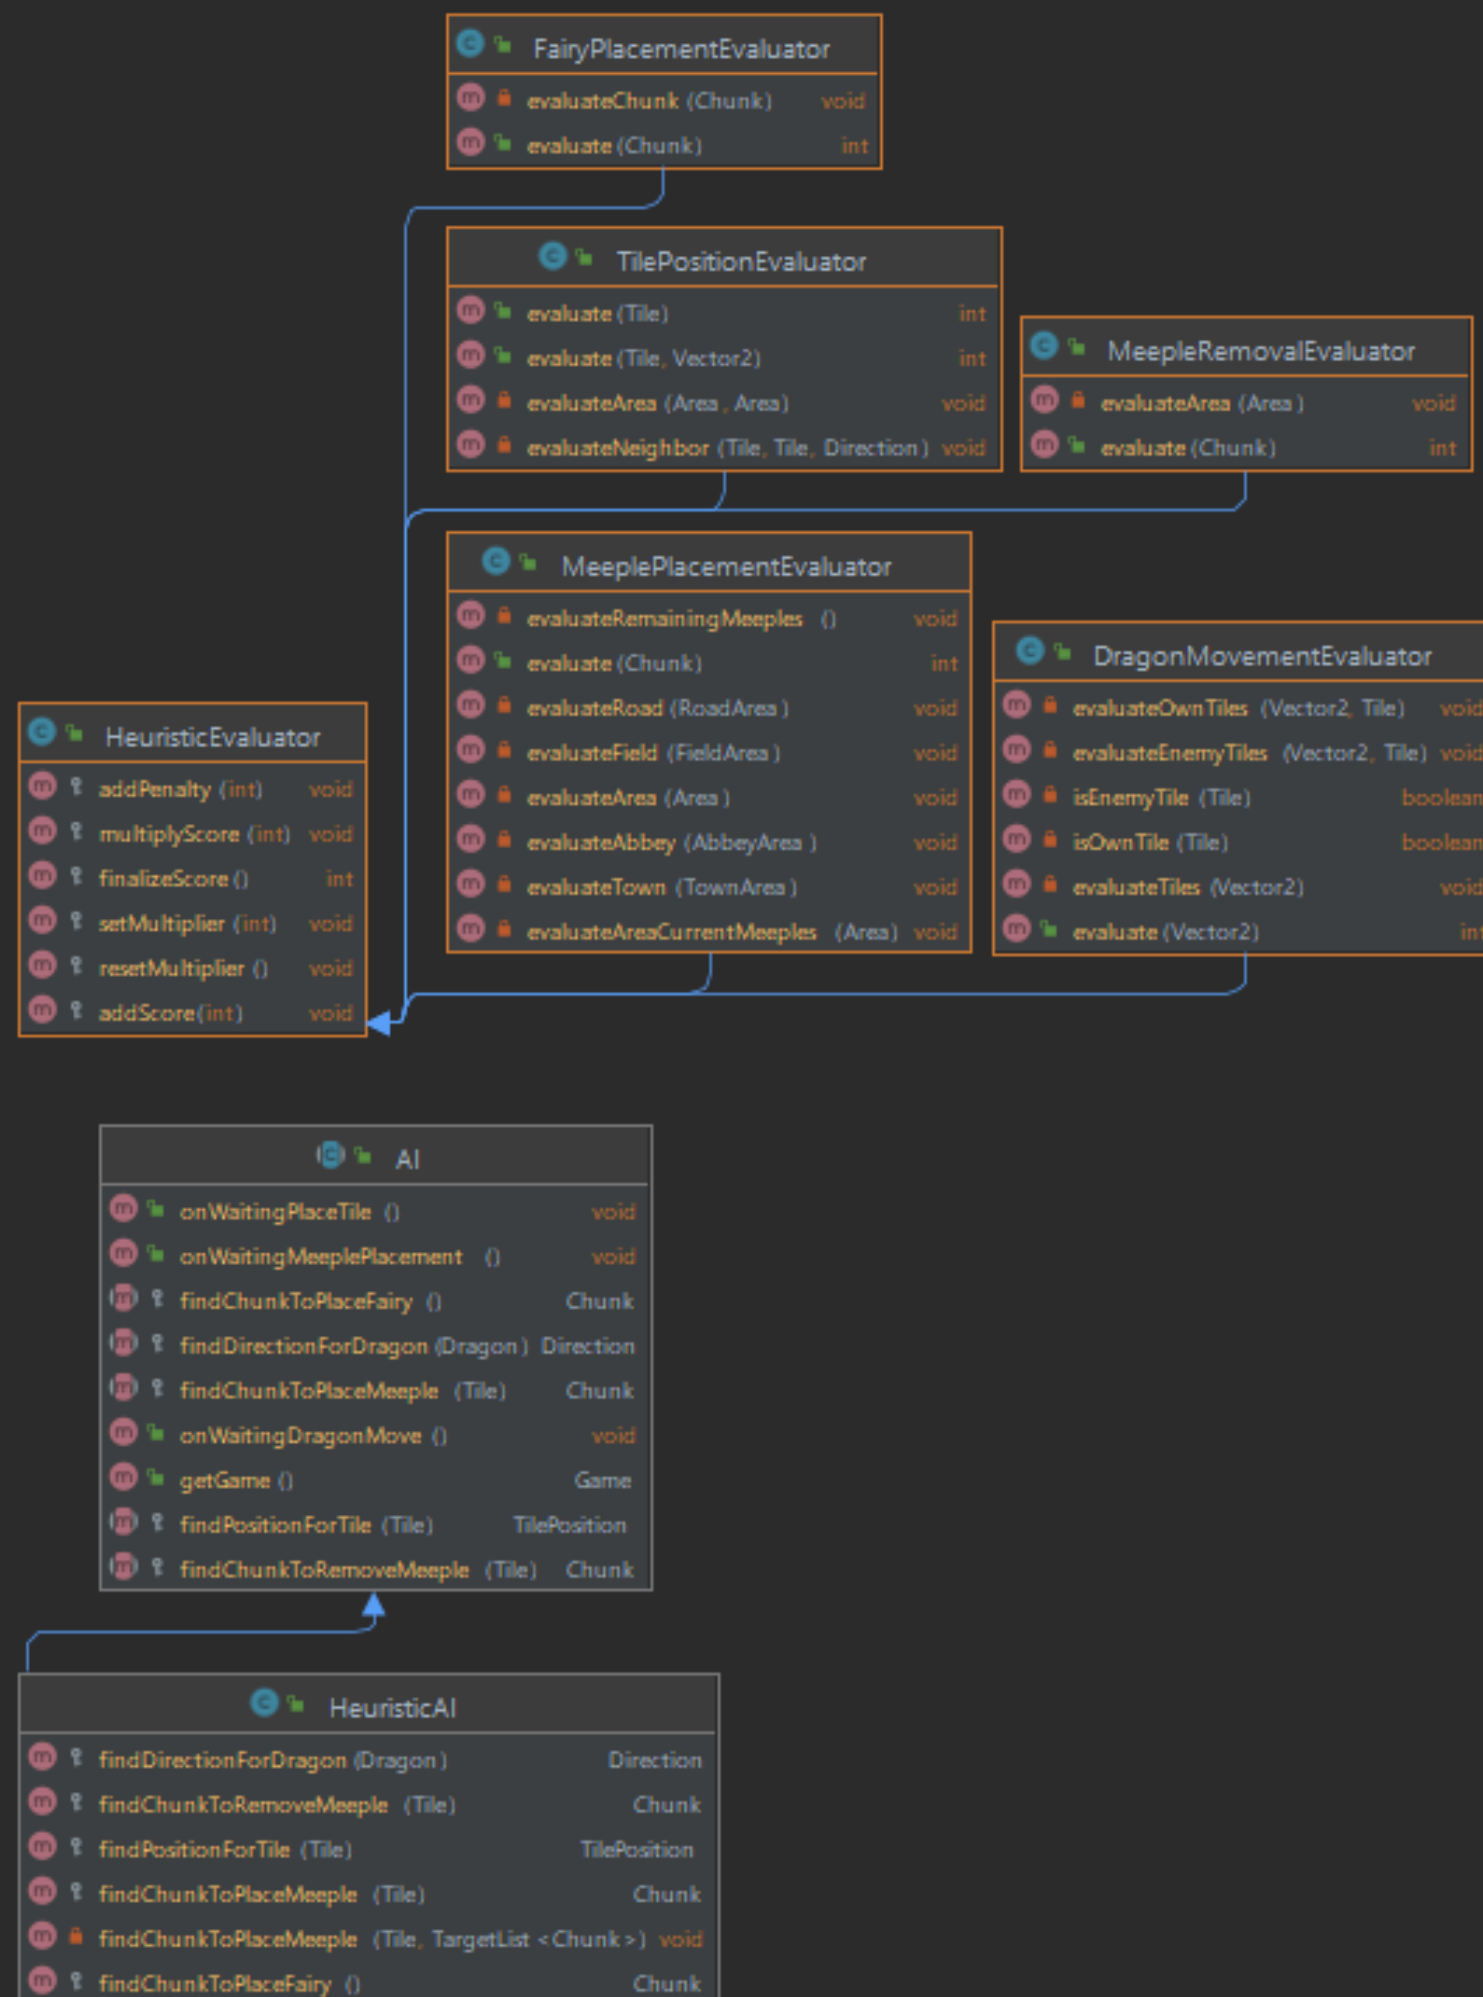 FairyPlacementEvaluator
evaluateChunk (Chunk) void
evaluate (Chunk) int
TilePositionEvaluator
evaluate (Tile) int
evaluate (Tile, Vector2) int
evaluateArea (Area, Area) void
evaluateNeighbor (Tile, Tile, Direction) void
MeepleRemovalEvaluator
evaluateArea (Area) void
evaluate (Chunk) int
MeeplePlacementEvaluator
evaluateRemainingMeeples () void
evaluate (Chunk) int
evaluateRoad (RoadArea) void
evaluateField (FieldArea) void
evaluateArea (Area) void
evaluateAbbey (AbbeyArea) void
evaluateTown (TownArea) void
evaluateAreaCurrentMeeples (Area) void
DragonMovementEvaluator
evaluateOwnTiles (Vector2, Tile) void
evaluateEnemyTiles (Vector2, Tile) void
isEnemyTile (Tile) boolean
isOwnTile (Tile) boolean
evaluateTiles (Vector2) void
evaluate (Vector2) int
HeuristicEvaluator
addPenalty (int) void
multiplyScore (int) void
finalizeScore () int
setMultiplier (int) void
resetMultiplier () void
addScore (int) void
AI
onWaitingPlaceTile () void
onWaitingMeeplePlacement () void
findChunkToPlaceFairy () Chunk
findDirectionForDragon (Dragon) Direction
findChunkToPlaceMeeple (Tile) Chunk
onWaitingDragonMove () void
getGame () Game
findPositionForTile (Tile) TilePosition
findChunkToRemoveMeeple (Tile) Chunk
HeuristicAI
findDirectionForDragon (Dragon) Direction
findChunkToRemoveMeeple (Tile) Chunk
findPositionForTile (Tile) TilePosition
findChunkToPlaceMeeple (Tile) Chunk
findChunkToPlaceMeeple (Tile, TargetList <Chunk>) void
findChunkToPlaceFairy () Chunk